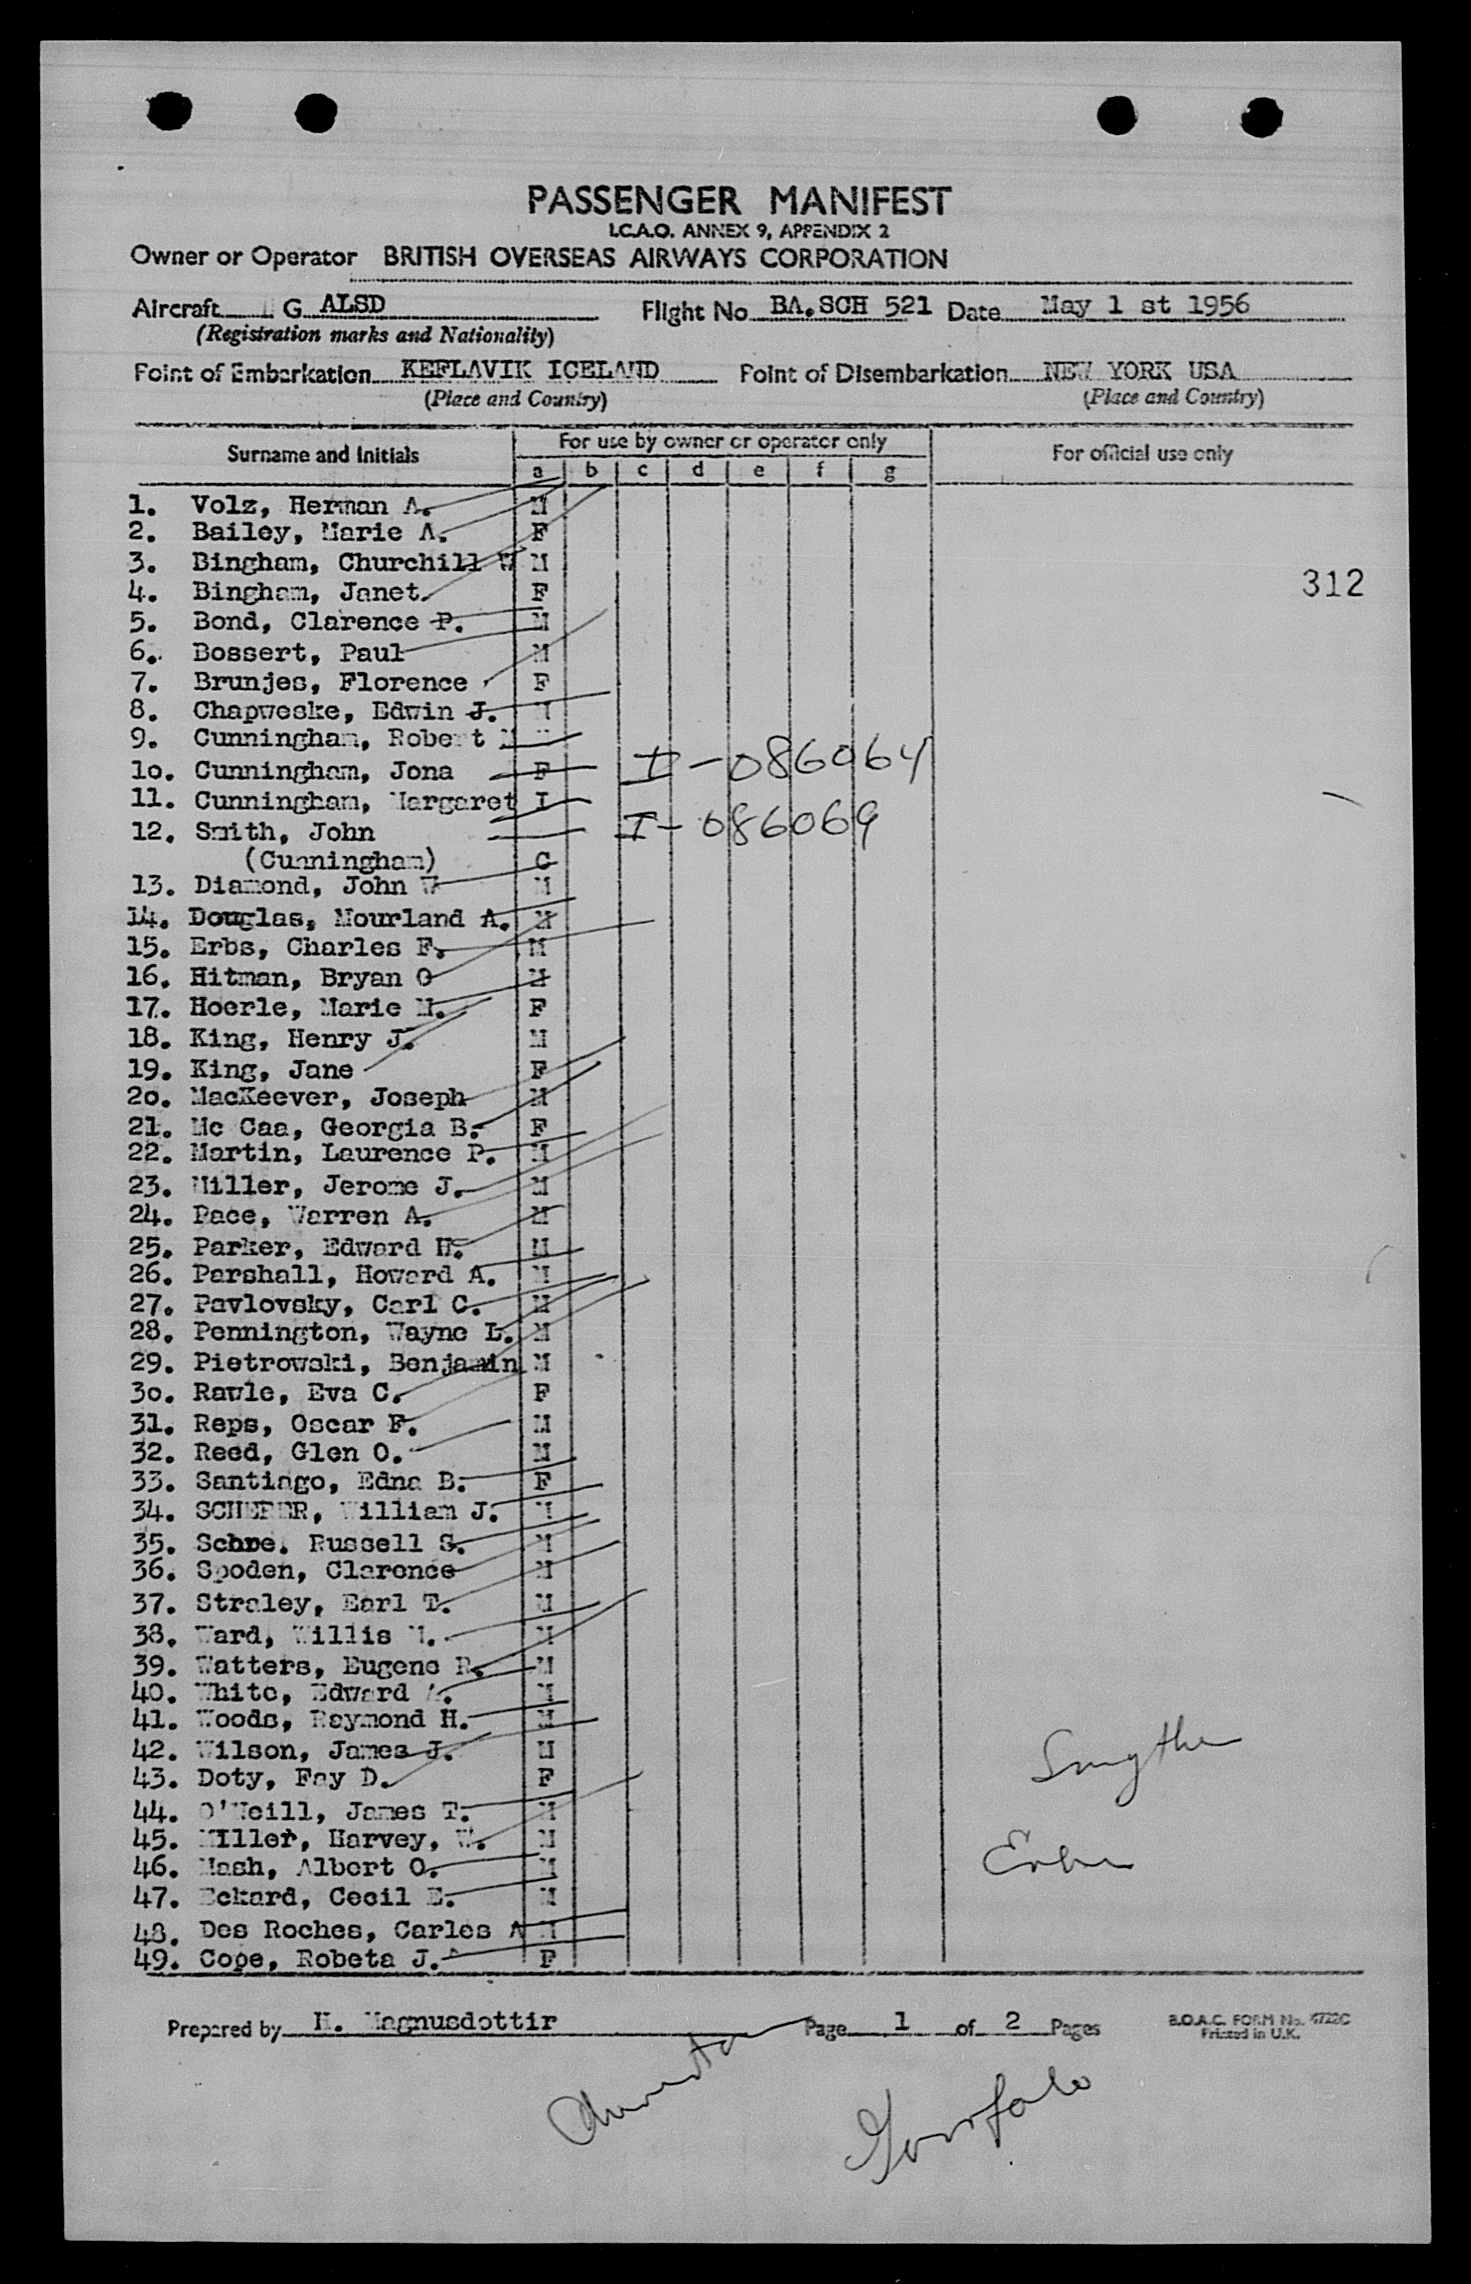 PASSENGER MANIFEST
I.C.A.O. ANNEX 9, APPENDIX 2
Owner or Operator BRITISH OVERSEAS AIRWAYS CORPORATION
Aircraft G ALSD Flight No BA.SCH 521 Date May 1 st 1956
(Registration marks and Nationality)
Point of Embarkation KEFLAVIK ICELAND Point of Disembarkation NEW YORK USA
(Place and Country) (Place and Country)
Surname and Initials For use by owner or operator only For official use only
a b c d e f g
1. Volz, Herman A. M
2. Bailey, Marie A. F
3. Bingham, Churchill W M
4. Bingham, Janet. F
312
5. Bond, Clarence P. M
6. Bossert, Paul M
7. Brunjes, Florence F
8. Chapweske, Edwin J. M
9. Cunningham, Robert M M
10. Cunningham, Jona F I-086064
11. Cunningham, Margaret I
12. Smith, John I-086069
(Cunningham) C
13. Diamond, John W M
14. Douglas, Mourland A. M
15. Erbs, Charles F. M
16. Hitman, Bryan O M
17. Hoerle, Marie M. F
18. King, Henry J. M
19. King, Jane F
20. MacKeever, Joseph M
21. Mc Caa, Georgia B. F
22. Martin, Laurence P. M
23. Miller, Jerome J. M
24. Pace, Warren A. M
25. Parker, Edward H. M
26. Parshall, Howard A. M
27. Pavlovsky, Carl C. M
28. Pennington, Wayne L. M
29. Pietrowski, Benjamin M
30. Rawle, Eva C. F
31. Reps, Oscar F. M
32. Reed, Glen O. M
33. Santiago, Edna B. F
34. SCHERER, William J. M
35. Schre. Russell S. M
36. Spoden, Clarence M
37. Straley, Earl T. M
38. Ward, Willis M. M
39. Watters, Eugene R. M
40. White, Edward M
41. Woods, Raymond H. M
42. Wilson, James J. M
Smythe
43. Doty, Fay D. F
44. O'Neill, James T. M
45. MIller, Harvey, W. M
46. Nash, Albert O. M
47. Eckard, Cecil E. M
48. Des Roches, Carles A M
49. Cope, Robeta J. F
Prepared by H. Magnusdottir Page 1 of 2 Pages B.O.A.C. FORM No. 4722C
Printed in U.K.
Garofalo